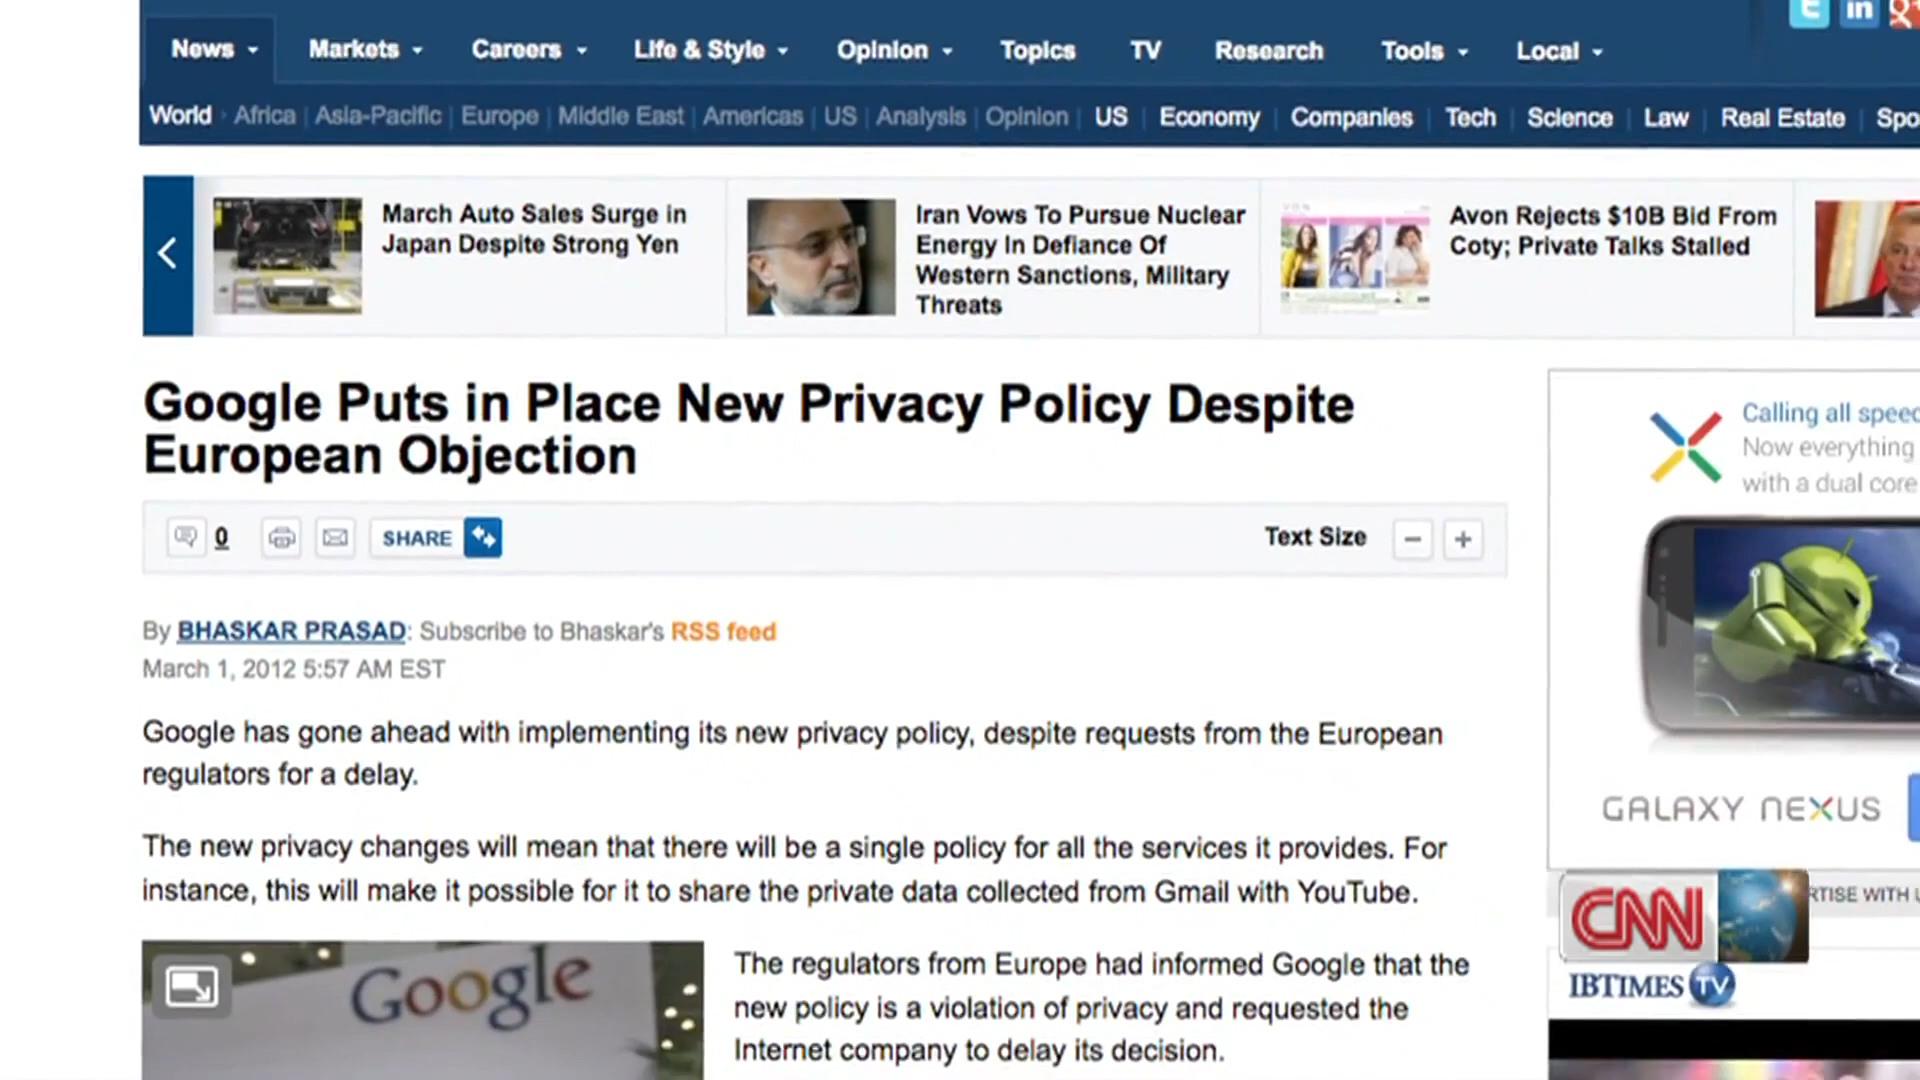 News Markets Careers Life & Style Opinion Topics TV Research Tools Local
World Africa | Asia-Pacific | Europe | Middle East | Americas | US | Analysis | Opinion US Economy Companies Tech Science Law Real Estate
March Auto Sales Surge in
Japan Despite Strong Yen
Iran Vows To Pursue Nuclear
Energy In Defiance Of
Western Sanctions, Military
Threats
Avon Rejects $10B Bid From
Coty; Private Talks Stalled
Google Puts in Place New Privacy Policy Despite
European Objection
0 SHARE Text Size
By BHASKAR PRASAD: Subscribe to Bhaskar's RSS feed
March 1, 2012 5:57 AM EST
Google has gone ahead with implementing its new privacy policy, despite requests from the European
regulators for a delay.
The new privacy changes will mean that there will be a single policy for all the services it provides. For
instance, this will make it possible for it to share the private data collected from Gmail with YouTube.
Google
The regulators from Europe had informed Google that the
new policy is a violation of privacy and requested the
Internet company to delay its decision.
Calling all
Now everything
with a dual core
GALAXY NEXUS
CNN
WITH
IBTIMES TV